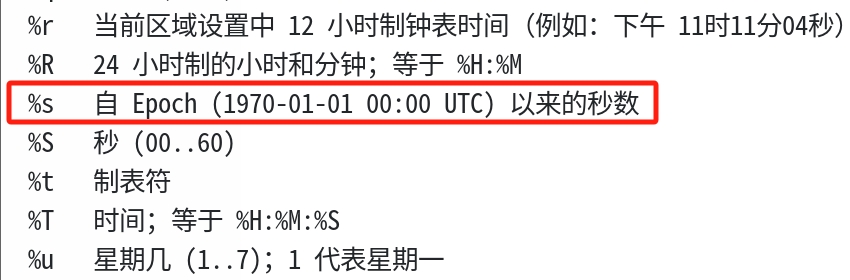 %r 当前区域设置中 12 小时制钟表时间（例如：下午 11时11分04秒）
%R 24 小时制的小时和分钟；等于 %H:%M
%s 自 Epoch（1970-01-01 00:00 UTC）以来的秒数
%S 秒（00..60）
%t 制表符
%T 时间；等于 %H:%M:%S
%u 星期几（1..7）；1 代表星期一